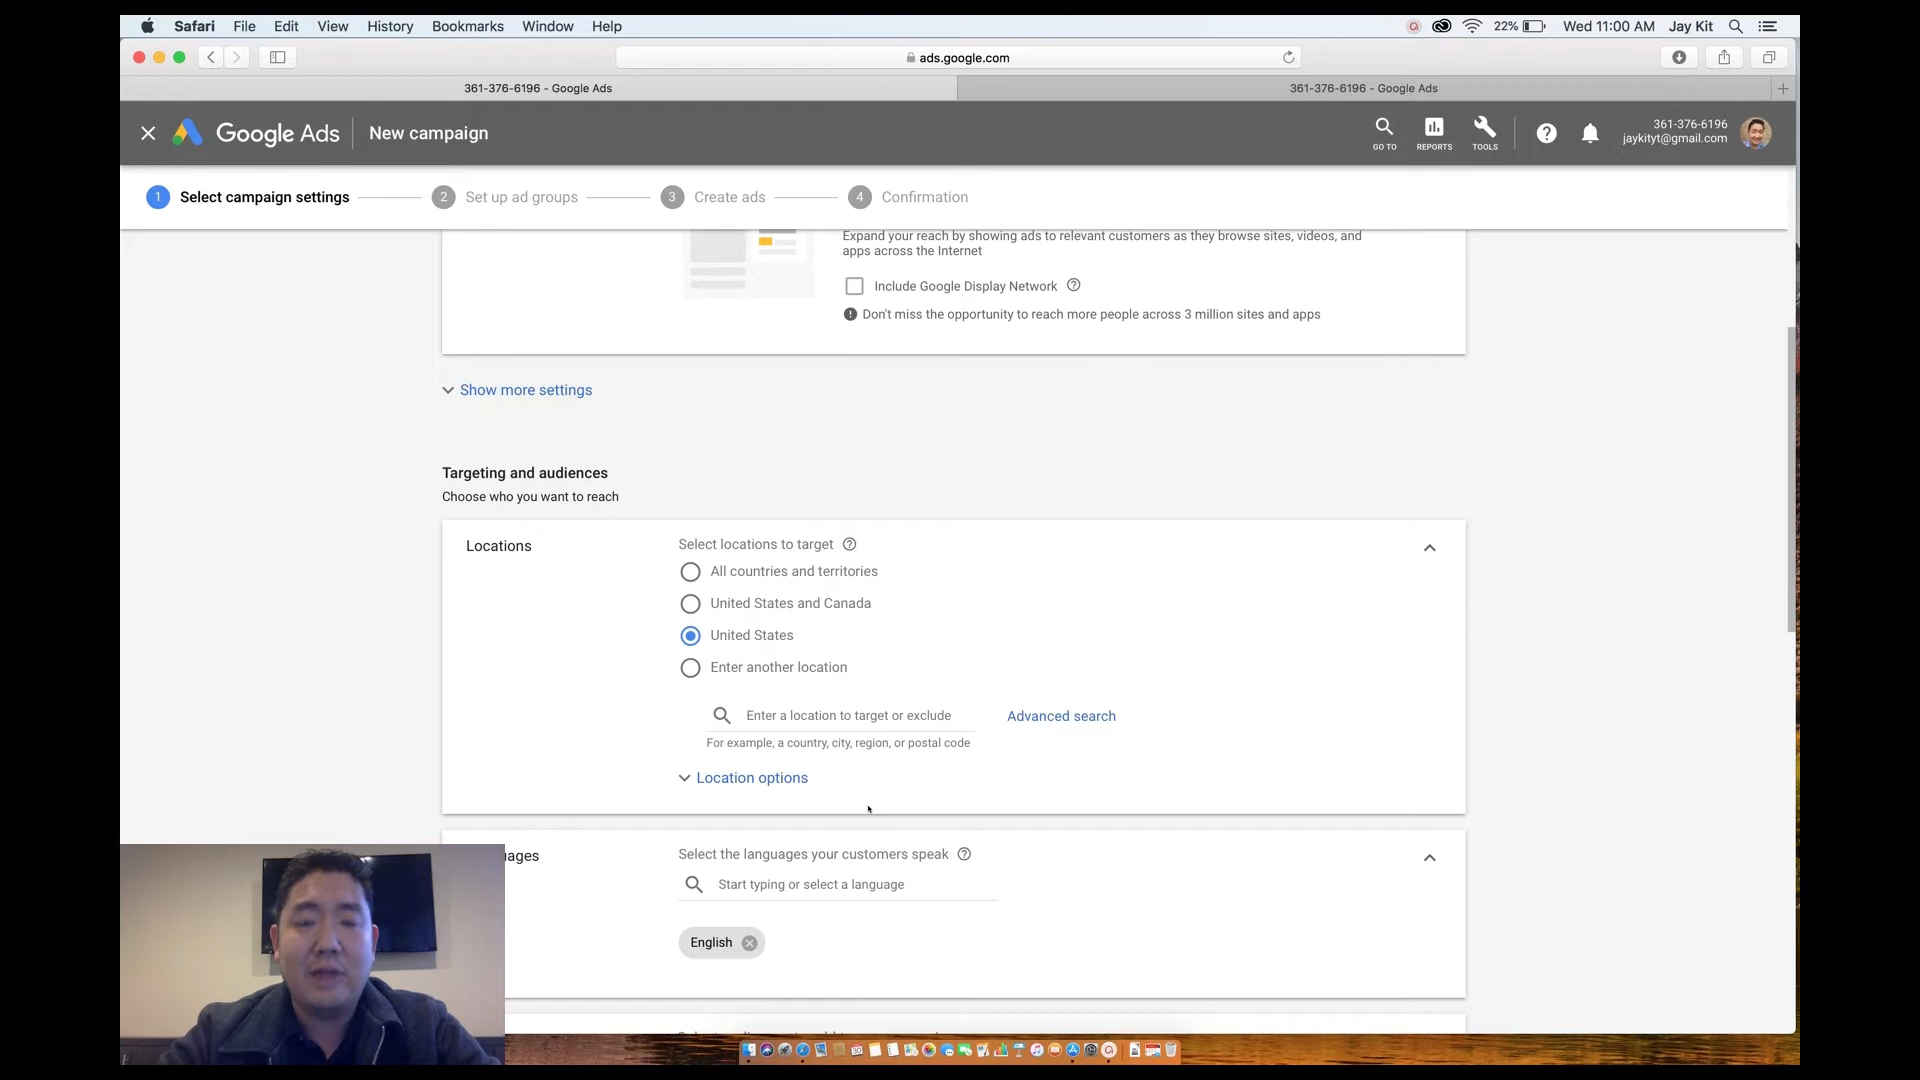 Safari File Edit View History Bookmarks Window Help
22% Wed 11:00 AM Jay Kit
ads.google.com
361-376-6196 - Google Ads
361-376-6196 - Google Ads
Google Ads New campaign
GO TO
REPORTS
TOOLS
361-376-6196
jaykityt@gmail.com
1 Select campaign settings
2 Set up ad groups
3 Create ads
4 Confirmation
Expand your reach by showing ads to relevant customers as they browse sites, videos, and
apps across the Internet
Include Google Display Network
Don't miss the opportunity to reach more people across 3 million sites and apps
Show more settings
Targeting and audiences
Choose who you want to reach
Locations
Select locations to target
All countries and territories
United States and Canada
United States
Enter another location
Enter a location to target or exclude
Advanced search
For example, a country, city, region, or postal code
Location options
uages
Select the languages your customers speak
Start typing or select a language
English